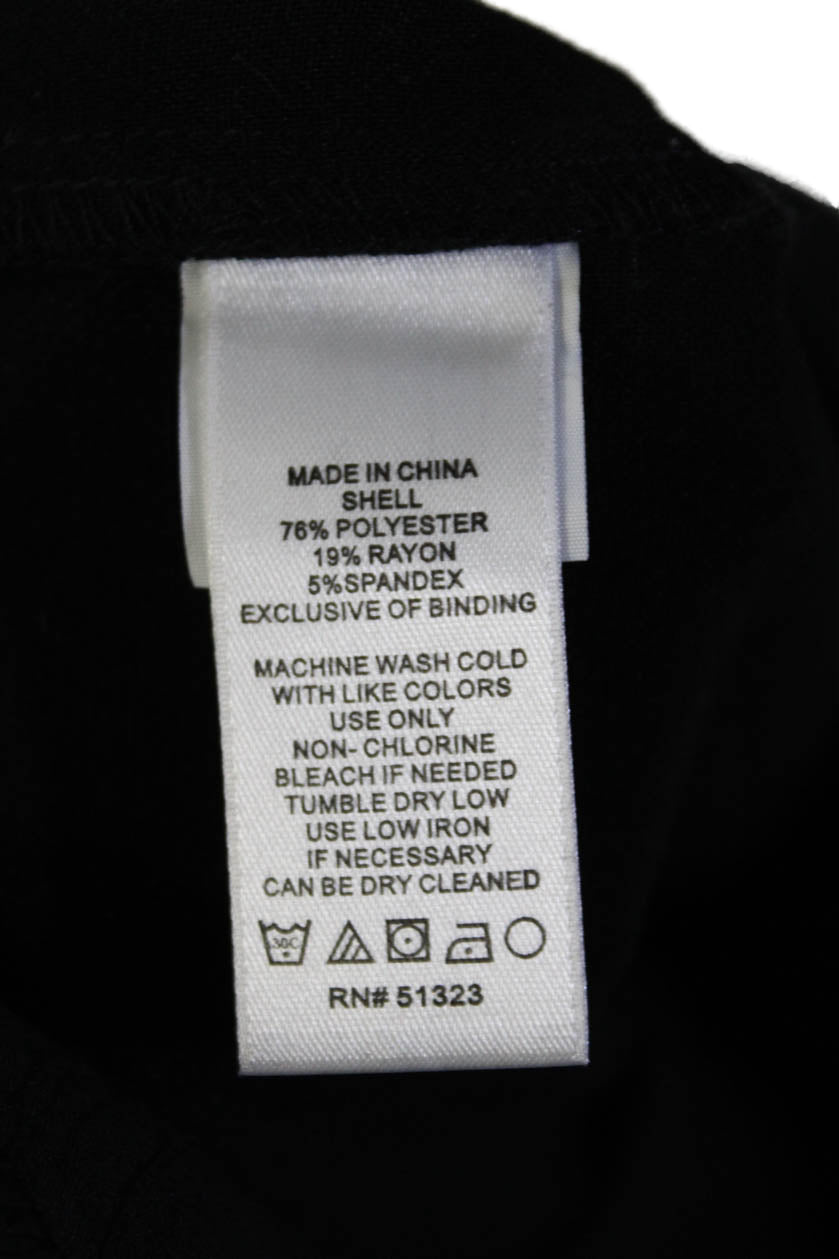 MADE IN CHINA
SHELL
76% POLYESTER
19% RAYON
5%SPANDEX
EXCLUSIVE OF BINDING
MACHINE WASH COLD
WITH LIKE COLORS
USE ONLY
NON- CHLORINE
BLEACH IF NEEDED
TUMBLE DRY LOW
USE LOW IRON
IF NECESSARY
CAN BE DRY CLEANED
30C
RN# 51323